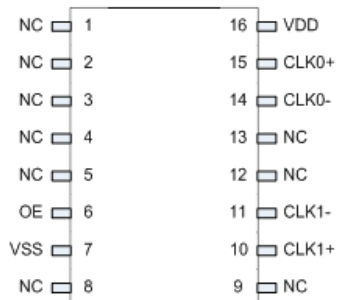 NC 1 16 VDD
NC 2 15 CLK0+
NC 3 14 CLK0-
NC 4 13 NC
NC 5 12 NC
OE 6 11 CLK1-
VSS 7 10 CLK1+
NC 8 9 NC